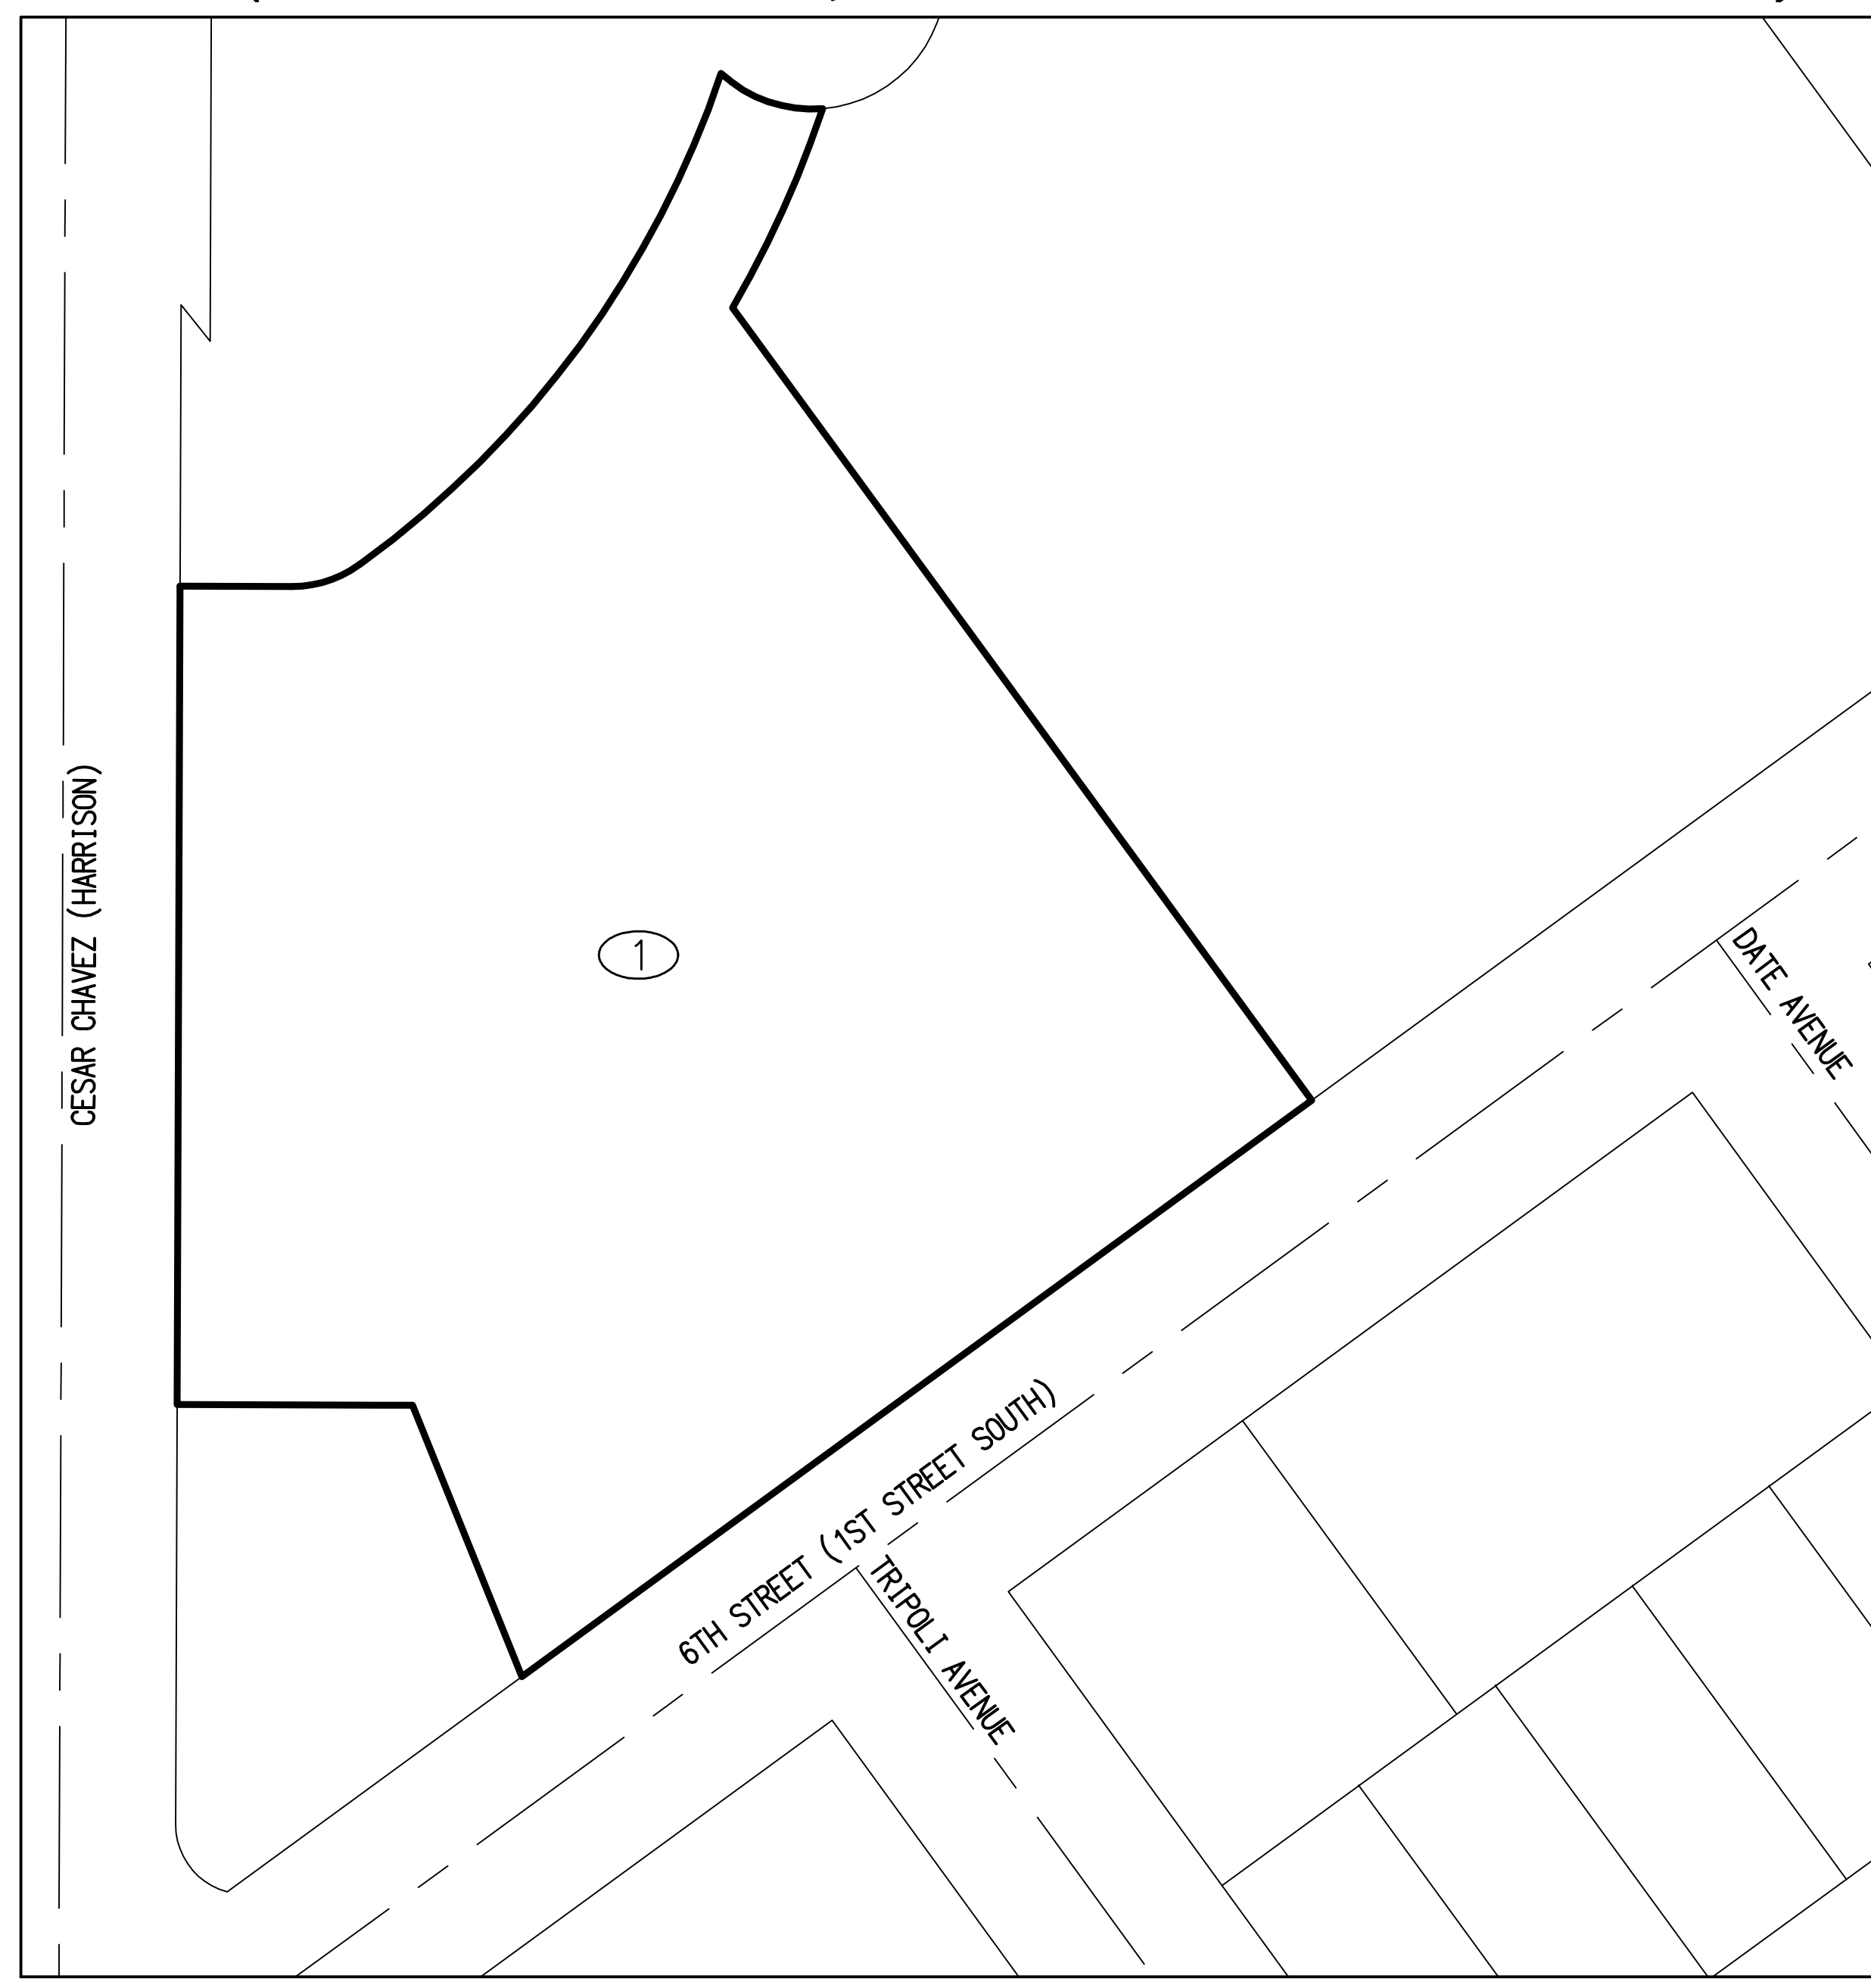 CESAR CHAVEZ (HARRISON)
1
DATE AVENUE
6TH STREET (1ST STREET SOUTH)
TRIPOLI AVENUE